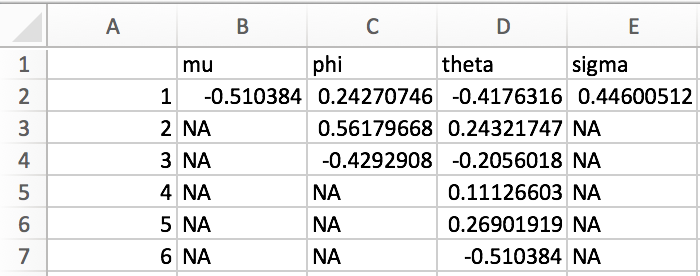 A B C D E
1 mu phi theta sigma
2 1 -0.510384 0.24270746 -0.4176316 0.44600512
3 2 NA 0.56179668 0.24321747 NA
4 3 NA -0.4292908 -0.2056018 NA
5 4 NA NA 0.11126603 NA
6 5 NA NA 0.26901919 NA
7 6 NA NA -0.510384 NA